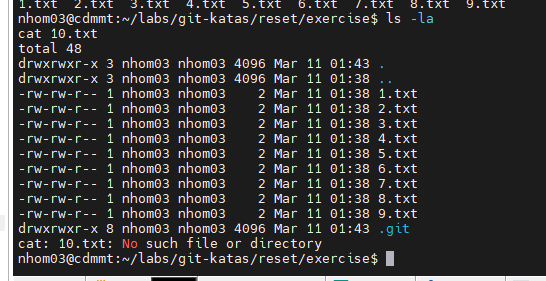 1.txt  2.txt  3.txt  4.txt  5.txt  6.txt  7.txt  8.txt  9.txt
nhom03@cdmmt:~/labs/git-katas/reset/exercise$ ls -la
cat 10.txt
total 48
drwxrwxr-x 3 nhom03 nhom03 4096 Mar 11 01:43 .
drwxrwxr-x 3 nhom03 nhom03 4096 Mar 11 01:38 ..
-rw-rw-r-- 1 nhom03 nhom03    2 Mar 11 01:38 1.txt
-rw-rw-r-- 1 nhom03 nhom03    2 Mar 11 01:38 2.txt
-rw-rw-r-- 1 nhom03 nhom03    2 Mar 11 01:38 3.txt
-rw-rw-r-- 1 nhom03 nhom03    2 Mar 11 01:38 4.txt
-rw-rw-r-- 1 nhom03 nhom03    2 Mar 11 01:38 5.txt
-rw-rw-r-- 1 nhom03 nhom03    2 Mar 11 01:38 6.txt
-rw-rw-r-- 1 nhom03 nhom03    2 Mar 11 01:38 7.txt
-rw-rw-r-- 1 nhom03 nhom03    2 Mar 11 01:38 8.txt
-rw-rw-r-- 1 nhom03 nhom03    2 Mar 11 01:38 9.txt
drwxrwxr-x 8 nhom03 nhom03 4096 Mar 11 01:43 .git
cat: 10.txt: No such file or directory
nhom03@cdmmt:~/labs/git-katas/reset/exercise$